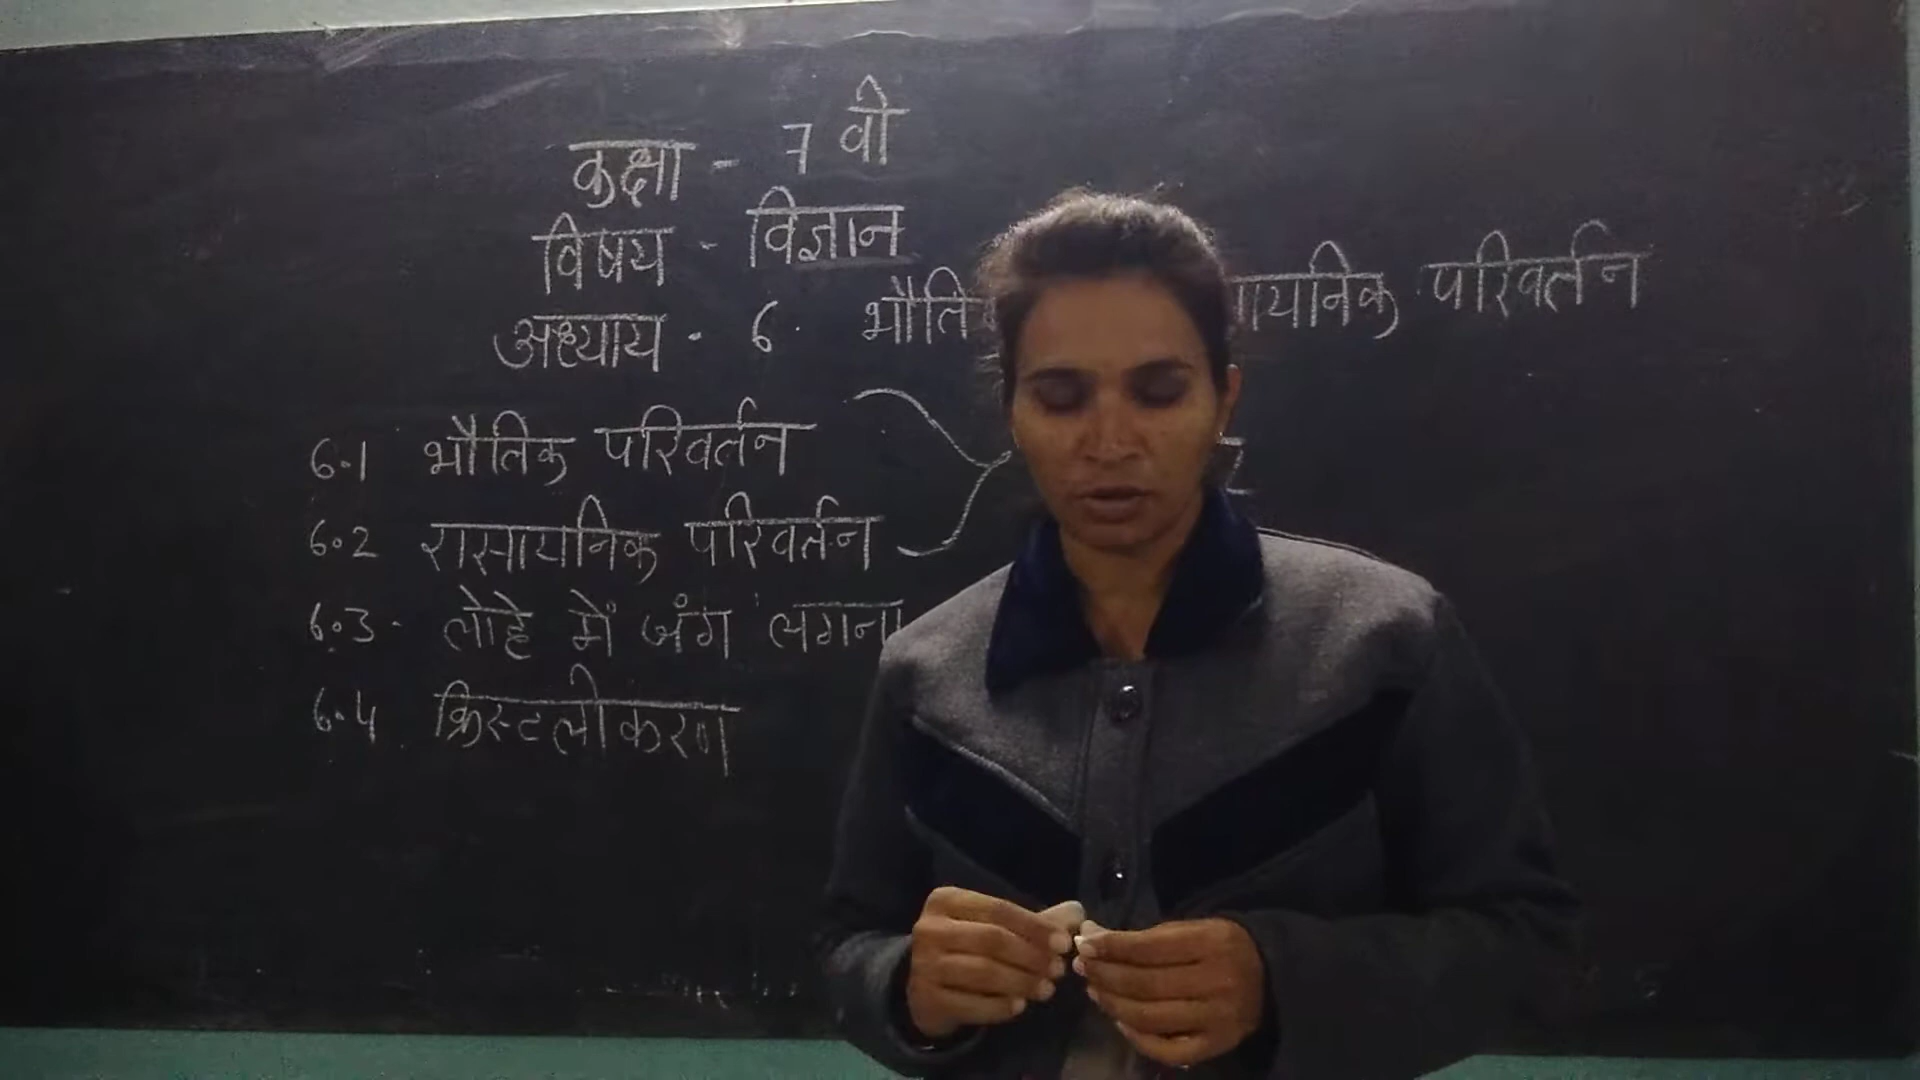 कक्षा - 7 वी
विषय - विज्ञान
अध्याय - 6. परिवर्तन
6.1 भौतिक परिवर्तन
6.2 रासायनिक परिवर्तन
6.3 - लोहे में जंग लगना
6.4 क्रिस्टलीकरण